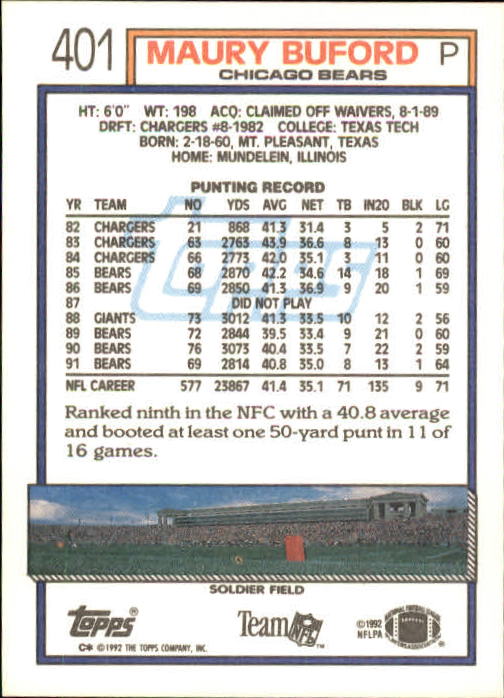 401 MAURY BUFORD P
CHICAGO BEARS
HT: 6'0" WT: 198 ACQ: CLAIMED OFF WAIVERS, 8-1-89
DRFT: CHARGERS #8-1982 COLLEGE: TEXAS TECH
BORN: 2-18-60, MT. PLEASANT, TEXAS
HOME: MUNDELEIN, ILLINOIS
PUNTING RECORD
YR TEAM NO YDS AVG NET TB IN20 BLK LG
82 CHARGERS 21 868 41.3 31.4 3 5 2 71
83 CHARGERS 63 2763 43.9 36.6 8 13 0 60
84 CHARGERS 66 2773 42.0 35.1 3 11 0 60
85 BEARS 68 2870 42.2 34.6 14 18 1 69
86 BEARS 69 2850 41.3 36.9 9 20 1 59
87 DID NOT PLAY
88 GIANTS 73 3012 41.3 33.5 10 12 2 56
89 BEARS 72 2844 39.5 33.4 9 21 0 60
90 BEARS 76 3073 40.4 33.5 7 22 2 59
91 BEARS 69 2814 40.8 35.0 8 13 1 64
NFL CAREER 577 23867 41.4 35.1 71 135 9 71
Topps
Ranked ninth in the NFC with a 40.8 average
and booted at least one 50-yard punt in 11 of
16 games.
SOLDIER FIELD
TOPPS® Team NFL™ ©1992
NFLPA
C* ©1992 THE TOPPS COMPANY, INC.